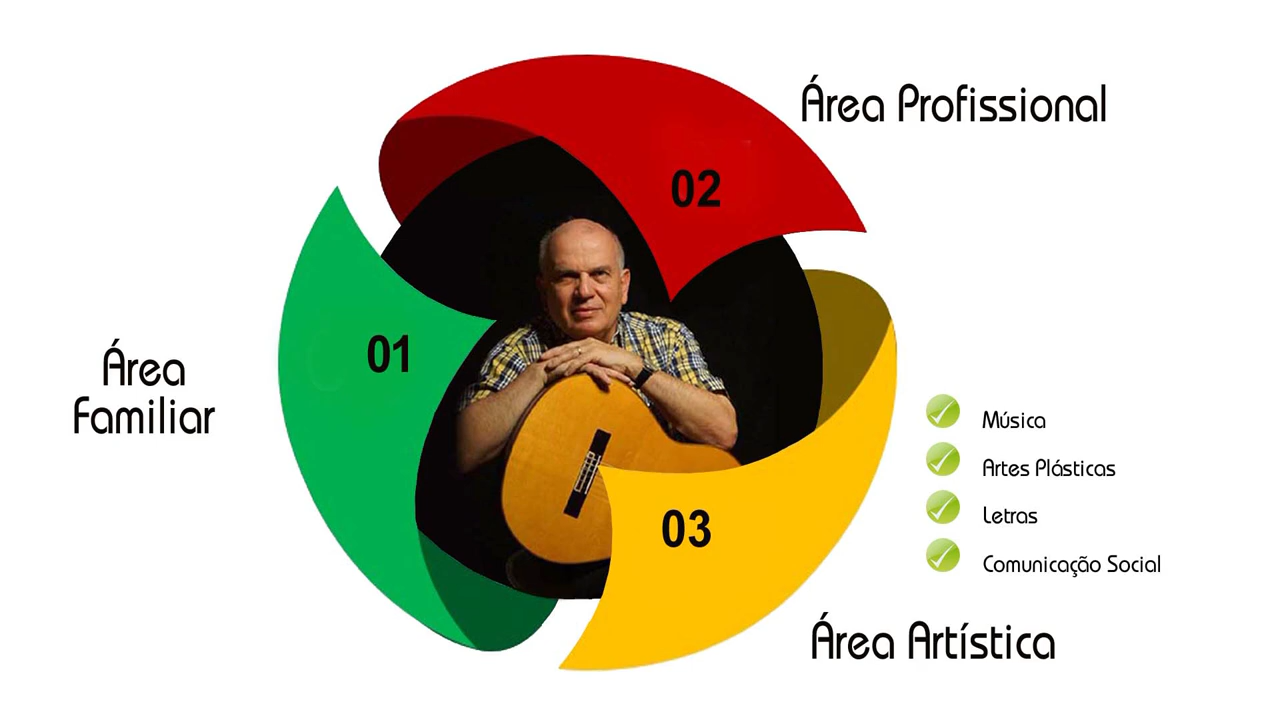 Área Profissional
02
01
Área
Familiar
03
Música
Artes Plásticas
Letras
Comunicação Social
Área Artística